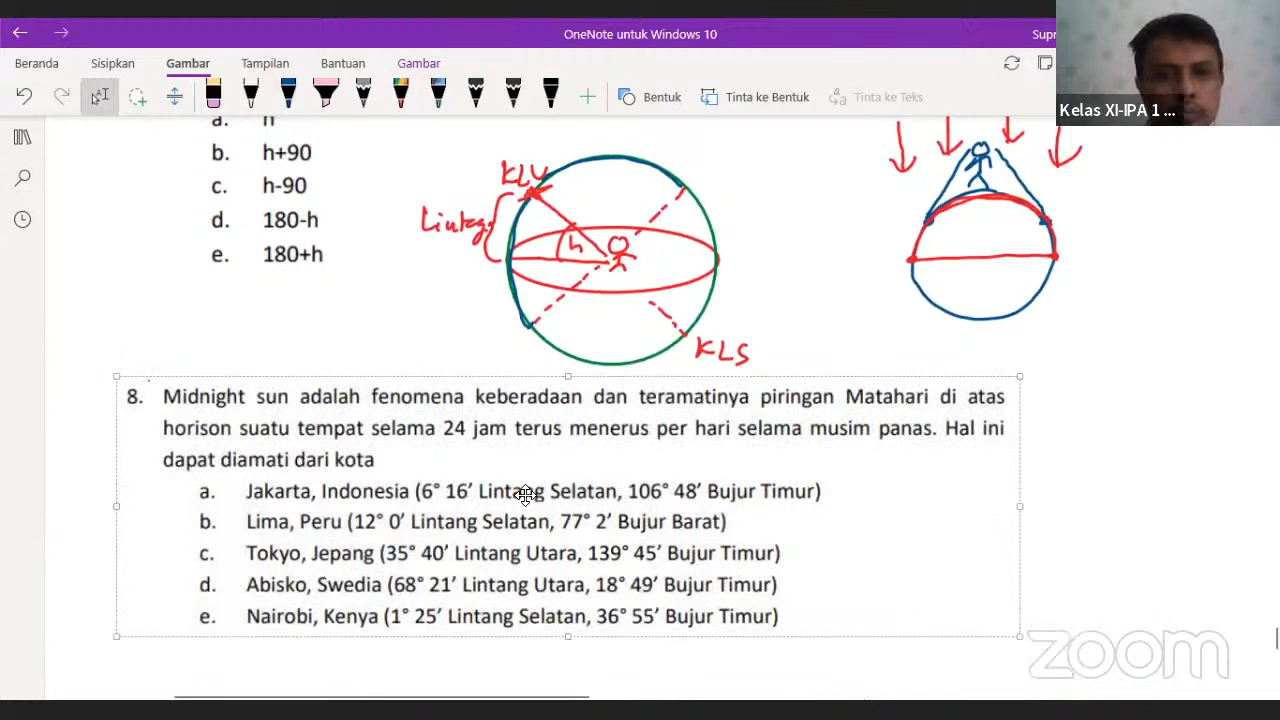 OneNote untuk Windows 10
Beranda Sisipkan Gambar Tampilan Bantuan Gambar
Bentuk Tinta ke Bentuk Tinta ke Teks
Kelas XI-IPA 1 ...
a. h
b. h+90
c. h-90
d. 180-h
e. 180+h
KLU
h
KLS
8. Midnight sun adalah fenomena keberadaan dan teramatinya piringan Matahari di atas
horison suatu tempat selama 24 jam terus menerus per hari selama musim panas. Hal ini
dapat diamati dari kota
a. Jakarta, Indonesia (6° 16’ Lintang Selatan, 106° 48’ Bujur Timur)
b. Lima, Peru (12° 0’ Lintang Selatan, 77° 2’ Bujur Barat)
c. Tokyo, Jepang (35° 40’ Lintang Utara, 139° 45’ Bujur Timur)
d. Abisko, Swedia (68° 21’ Lintang Utara, 18° 49’ Bujur Timur)
e. Nairobi, Kenya (1° 25’ Lintang Selatan, 36° 55’ Bujur Timur)
zoom